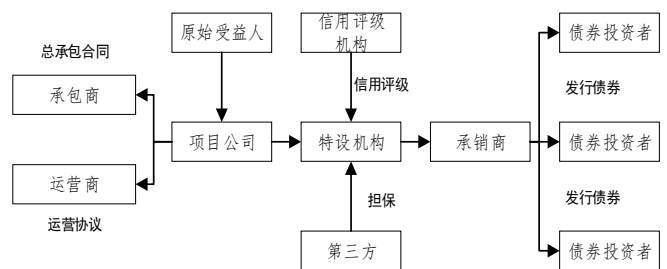 原始受益人
信用评级
机构
债券投资者
总承包合同
承包商
信用评级
发行债券
项目公司
特设机构
承销商
债券投资者
运营商
运营协议
担保
发行债券
第三方
债券投资者